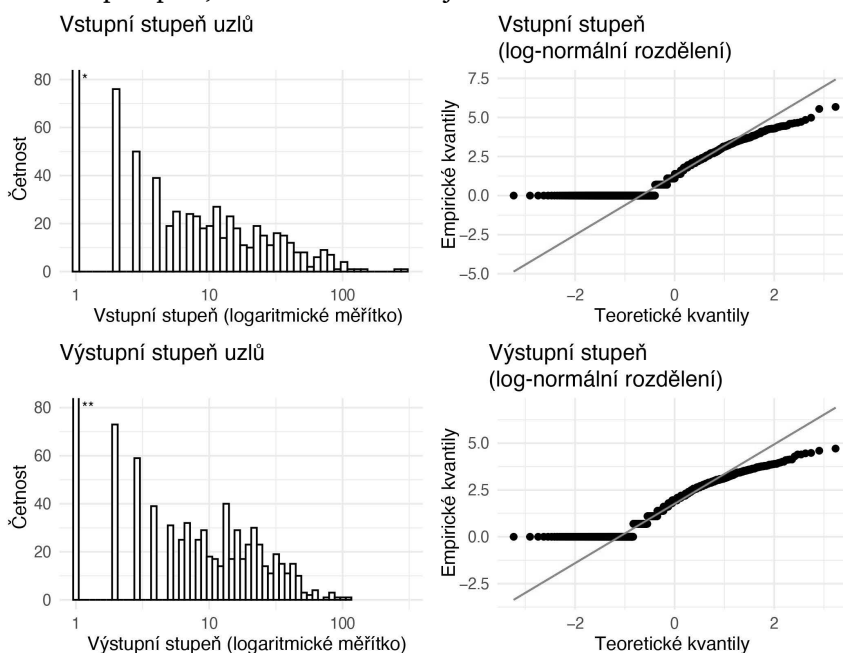 Vstupní stupeň uzlů
80
60
40
20
0
Četnost
*
1
10
100
Vstupní stupeň (logaritmické měřítko)
Vstupní stupeň
(log-normální rozdělení)
7.5
5.0
2.5
0.0
−2.5
−5.0
Empirické kvantily
−2
0
2
Teoretické kvantily
Výstupní stupeň uzlů
80
60
40
20
0
Četnost
**
1
10
100
Výstupní stupeň (logaritmické měřítko)
Výstupní stupeň
(log-normální rozdělení)
5.0
2.5
0.0
−2.5
Empirické kvantily
−2
0
2
Teoretické kvantily